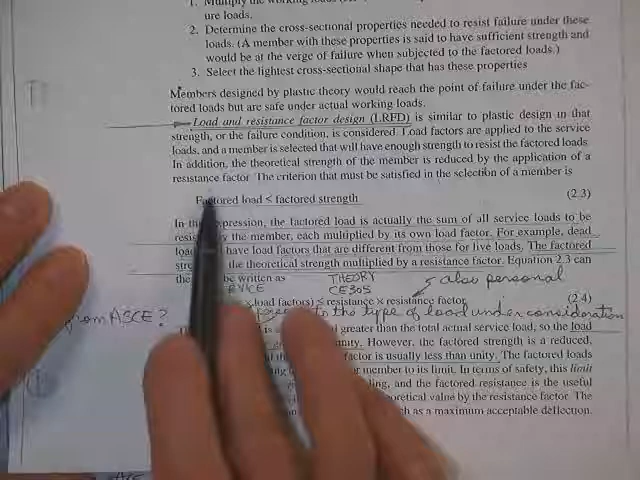 1. Multiply the working loads
ure loads.
2. Determine the cross-sectional properties needed to resist failure under these
loads. (A member with these properties is said to have sufficient strength and
would be at the verge of failure when subjected to the factored loads.)
3. Select the lightest cross-sectional shape that has these properties
Members designed by plastic theory would reach the point of failure under the fac-
tored loads but are safe under actual working loads.
Load and resistance factor design (LRFD) is similar to plastic design in that
strength, or the failure condition, is considered. Load factors are applied to the service
loads, and a member is selected that will have enough strength to resist the factored loads.
In addition, the theoretical strength of the member is reduced by the application of a
resistance factor. The criterion that must be satisfied in the selection of a member is
Factored load ≤ factored strength (2.3)
In this expression, the factored load is actually the sum of all service loads to be
resis by the member, each multiplied by its own load factor. For example, dead
load have load factors that are different from those for live loads. The factored
stre the theoretical strength multiplied by a resistance factor. Equation 2.3 can
the be written as THEORY also personal
CE305
load factors) ≤ resistance × resistance factor (2.4)
from ASCE? to the type of load under consideration
greater than the total actual service load, so the load
unity. However, the factored strength is a reduced,
factor is usually less than unity. The factored loads
member to its limit. In terms of safety, this limit
ling, and the factored resistance is the useful
oretical value by the resistance factor. The
ch as a maximum acceptable deflection.